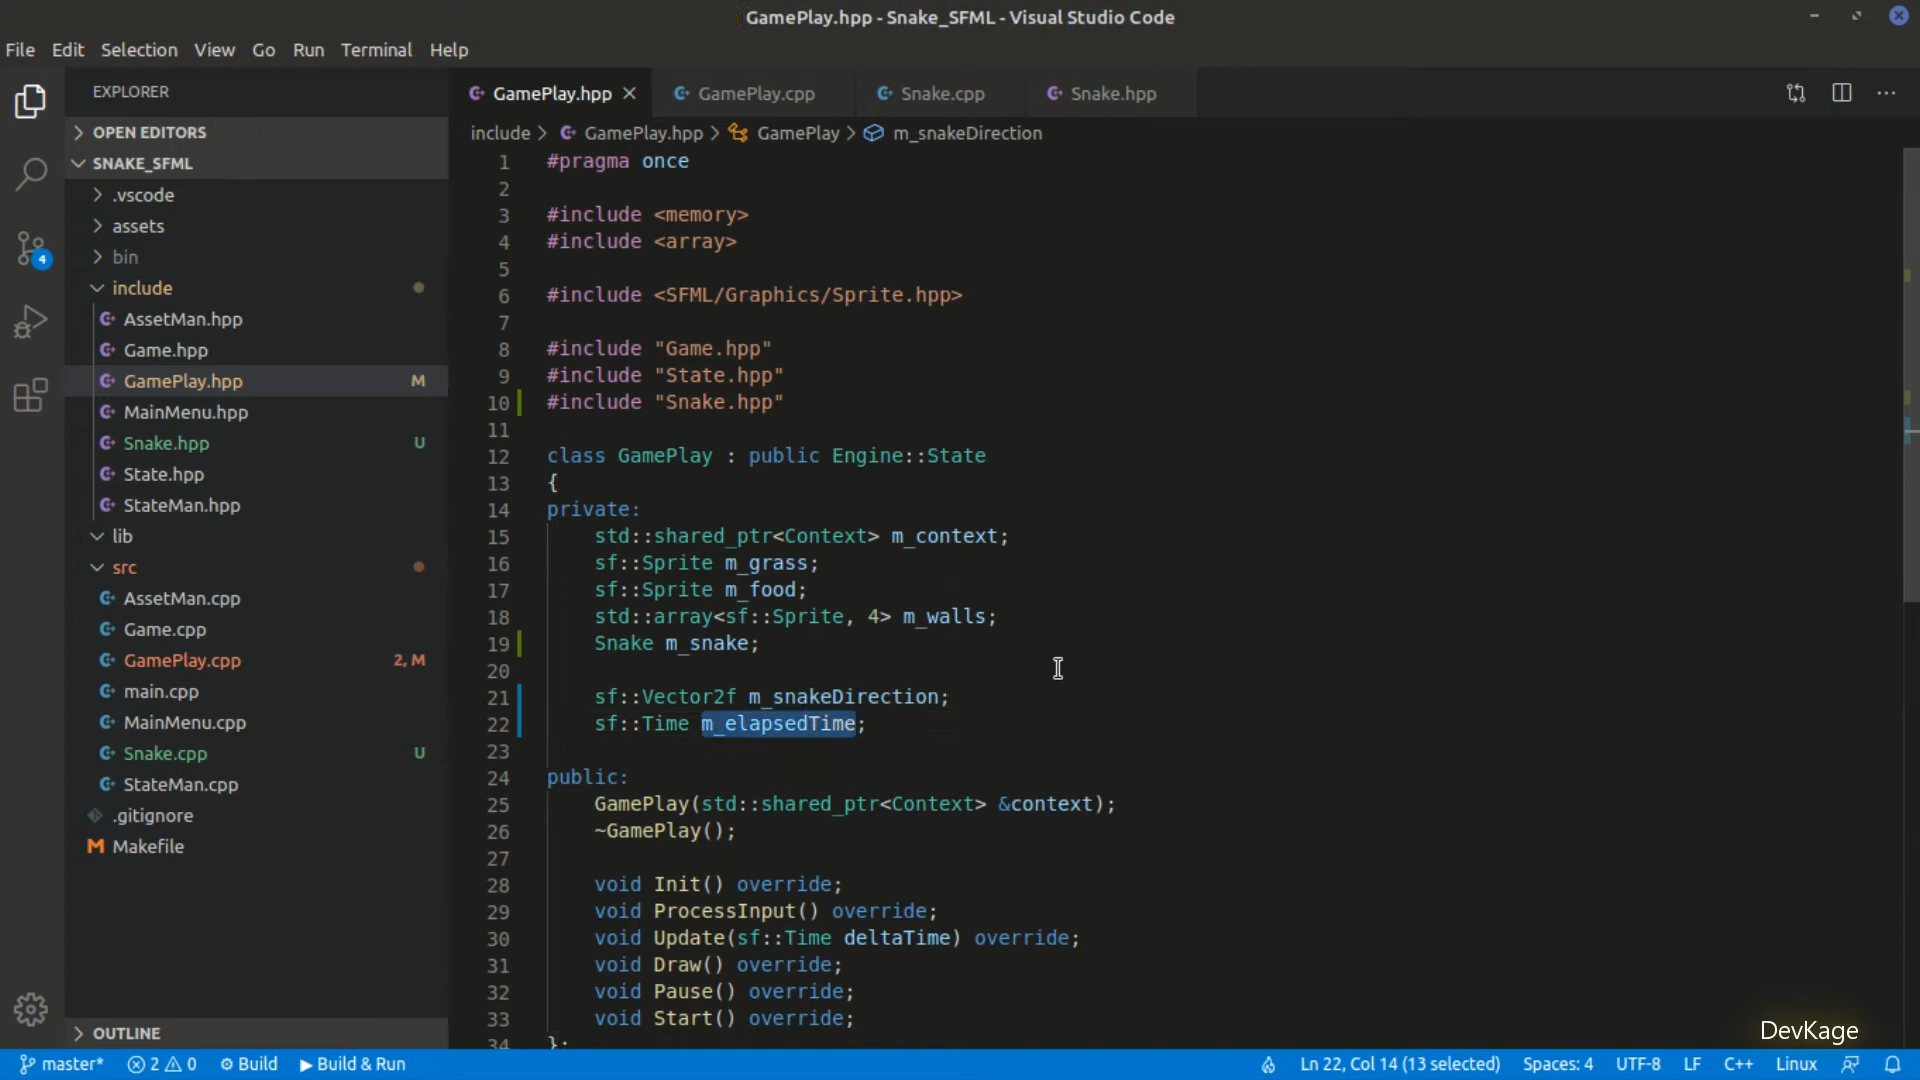 GamePlay.hpp - Snake_SFML - Visual Studio Code
File Edit Selection View Go Run Terminal Help
EXPLORER
OPEN EDITORS
SNAKE_SFML
.vscode
assets
bin
include
AssetMan.hpp
Game.hpp
GamePlay.hpp M
MainMenu.hpp
Snake.hpp U
State.hpp
StateMan.hpp
lib
src
AssetMan.cpp
Game.cpp
GamePlay.cpp 2, M
main.cpp
MainMenu.cpp
Snake.cpp U
StateMan.cpp
.gitignore
M Makefile
OUTLINE
4
GamePlay.hpp GamePlay.cpp Snake.cpp Snake.hpp
include > GamePlay.hpp > GamePlay > m_snakeDirection
1 #pragma once
2
3 #include <memory>
4 #include <array>
5
6 #include <SFML/Graphics/Sprite.hpp>
7
8 #include "Game.hpp"
9 #include "State.hpp"
10 #include "Snake.hpp"
11
12 class GamePlay : public Engine::State
13 {
14 private:
15 std::shared_ptr<Context> m_context;
16 sf::Sprite m_grass;
17 sf::Sprite m_food;
18 std::array<sf::Sprite, 4> m_walls;
19 Snake m_snake;
20
21 sf::Vector2f m_snakeDirection;
22 sf::Time m_elapsedTime;
23
24 public:
25 GamePlay(std::shared_ptr<Context> &context);
26 ~GamePlay();
27
28 void Init() override;
29 void ProcessInput() override;
30 void Update(sf::Time deltaTime) override;
31 void Draw() override;
32 void Pause() override;
33 void Start() override;
34 };
DevKage
master* 2 0 Build Build & Run Ln 22, Col 14 (13 selected) Spaces: 4 UTF-8 LF C++ Linux